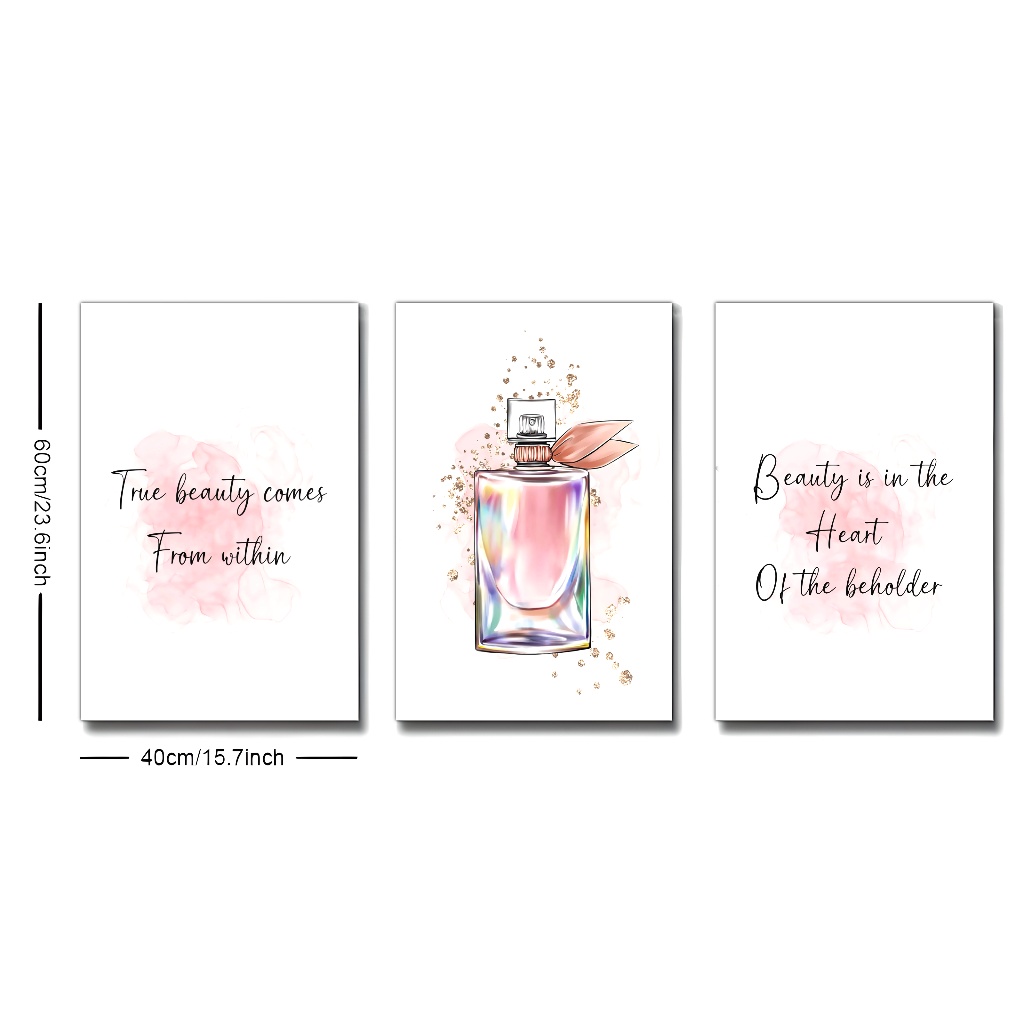 True beauty comes
From within
Beauty is in the
Heart
Of the beholder
60cm/23.6inch
40cm/15.7inch